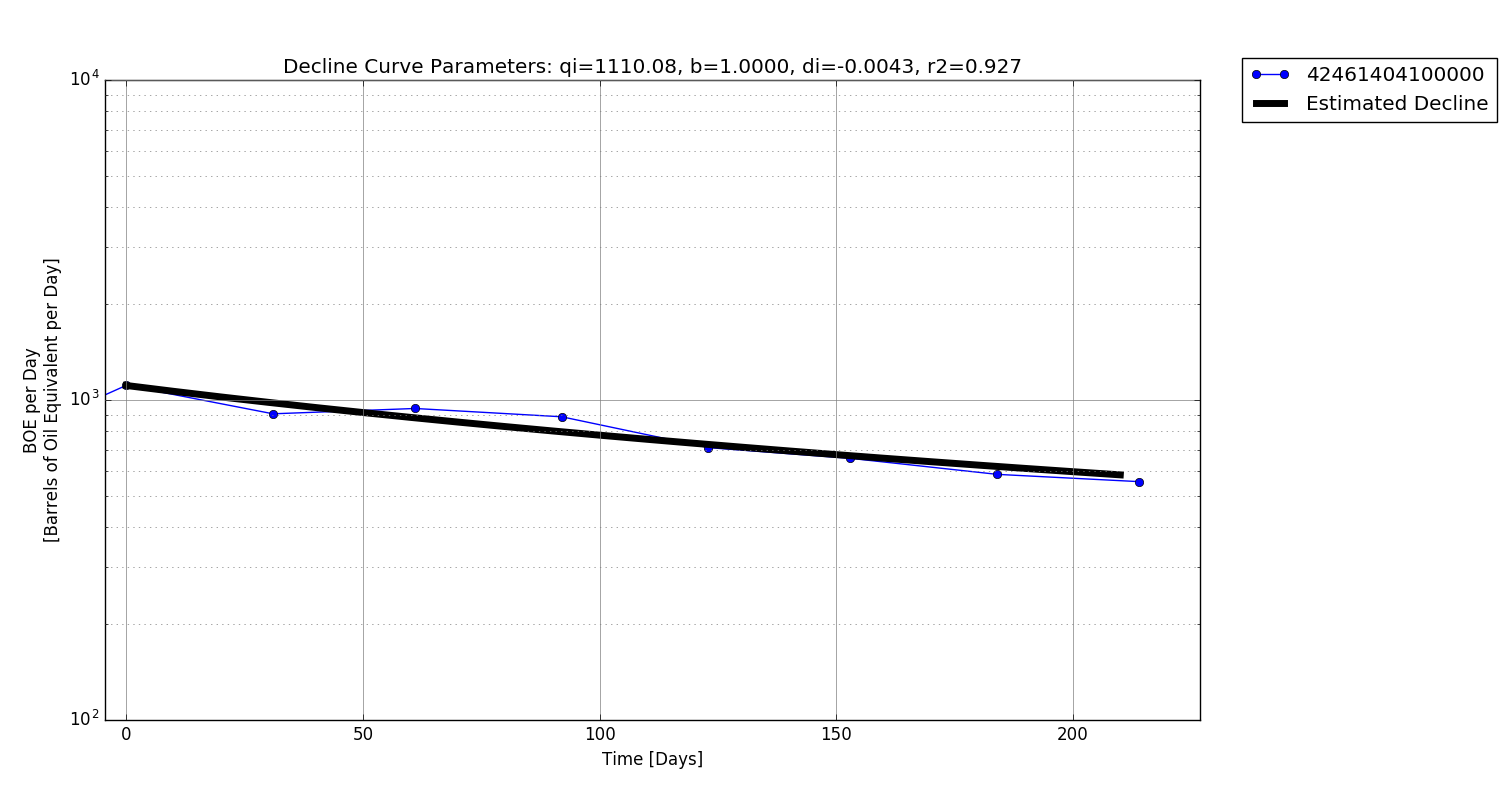 Decline Curve Parameters: qi=1110.08, b=1.0000, di=-0.0043, r2=0.927
42461404100000
Estimated Decline
10^4
10^3
10^2
BOE per Day
[Barrels of Oil Equivalent per Day]
0 50 100 150 200
Time [Days]